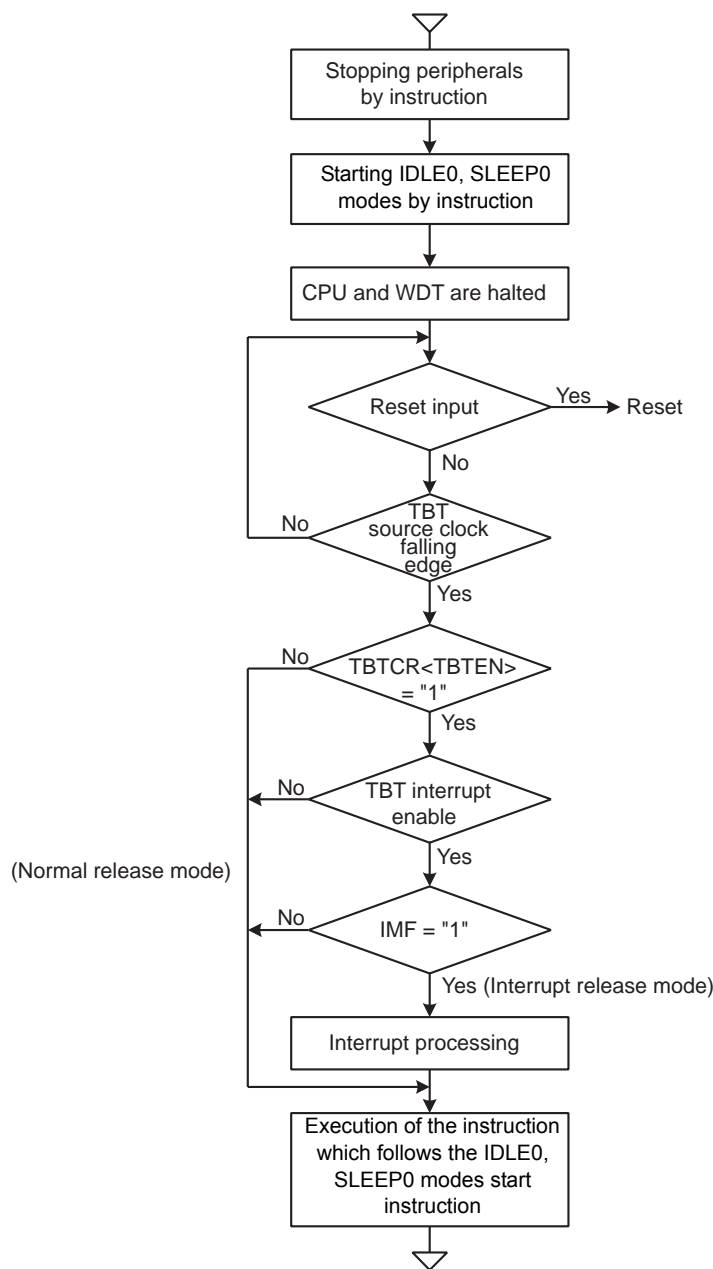 Stopping peripherals
by instruction
Starting IDLE0, SLEEP0
modes by instruction
CPU and WDT are halted
Reset input
Yes
Reset
No
TBT
source clock
falling
edge
No
Yes
TBTCR<TBTEN>
= "1"
No
Yes
TBT interrupt
enable
No
Yes
(Normal release mode)
IMF = "1"
No
Yes (Interrupt release mode)
Interrupt processing
Execution of the instruction
which follows the IDLE0,
SLEEP0 modes start
instruction